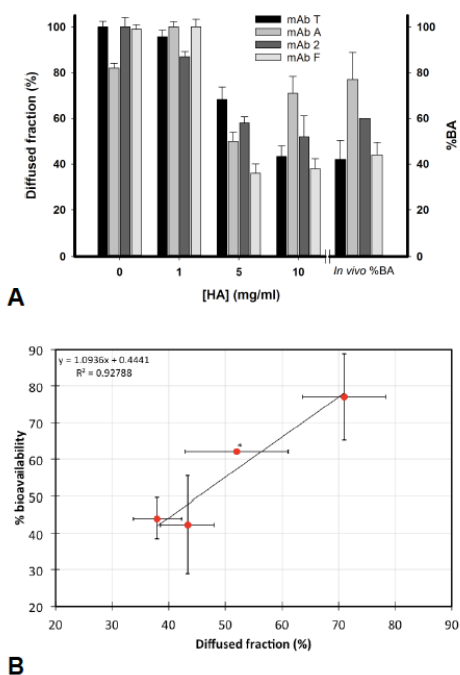 mAb T
mAb A
mAb 2
mAb F
Diffused fraction (%)
100
80
60
40
20
0
100
80
60
40
20
0
%BA
0 1 5 10 In vivo %BA
[HA] (mg/ml)
A
y = 1.0936x + 0.4441
R² = 0.92788
% bioavailability
90
80
70
60
50
40
30
20
*
20 30 40 50 60 70 80 90
Diffused fraction (%)
B